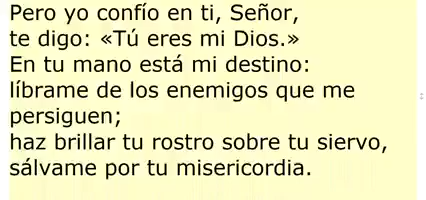 Pero yo confío en ti, Señor,
te digo: «Tú eres mi Dios.»
En tu mano está mi destino:
líbrame de los enemigos que me
persiguen;
haz brillar tu rostro sobre tu siervo,
sálvame por tu misericordia.